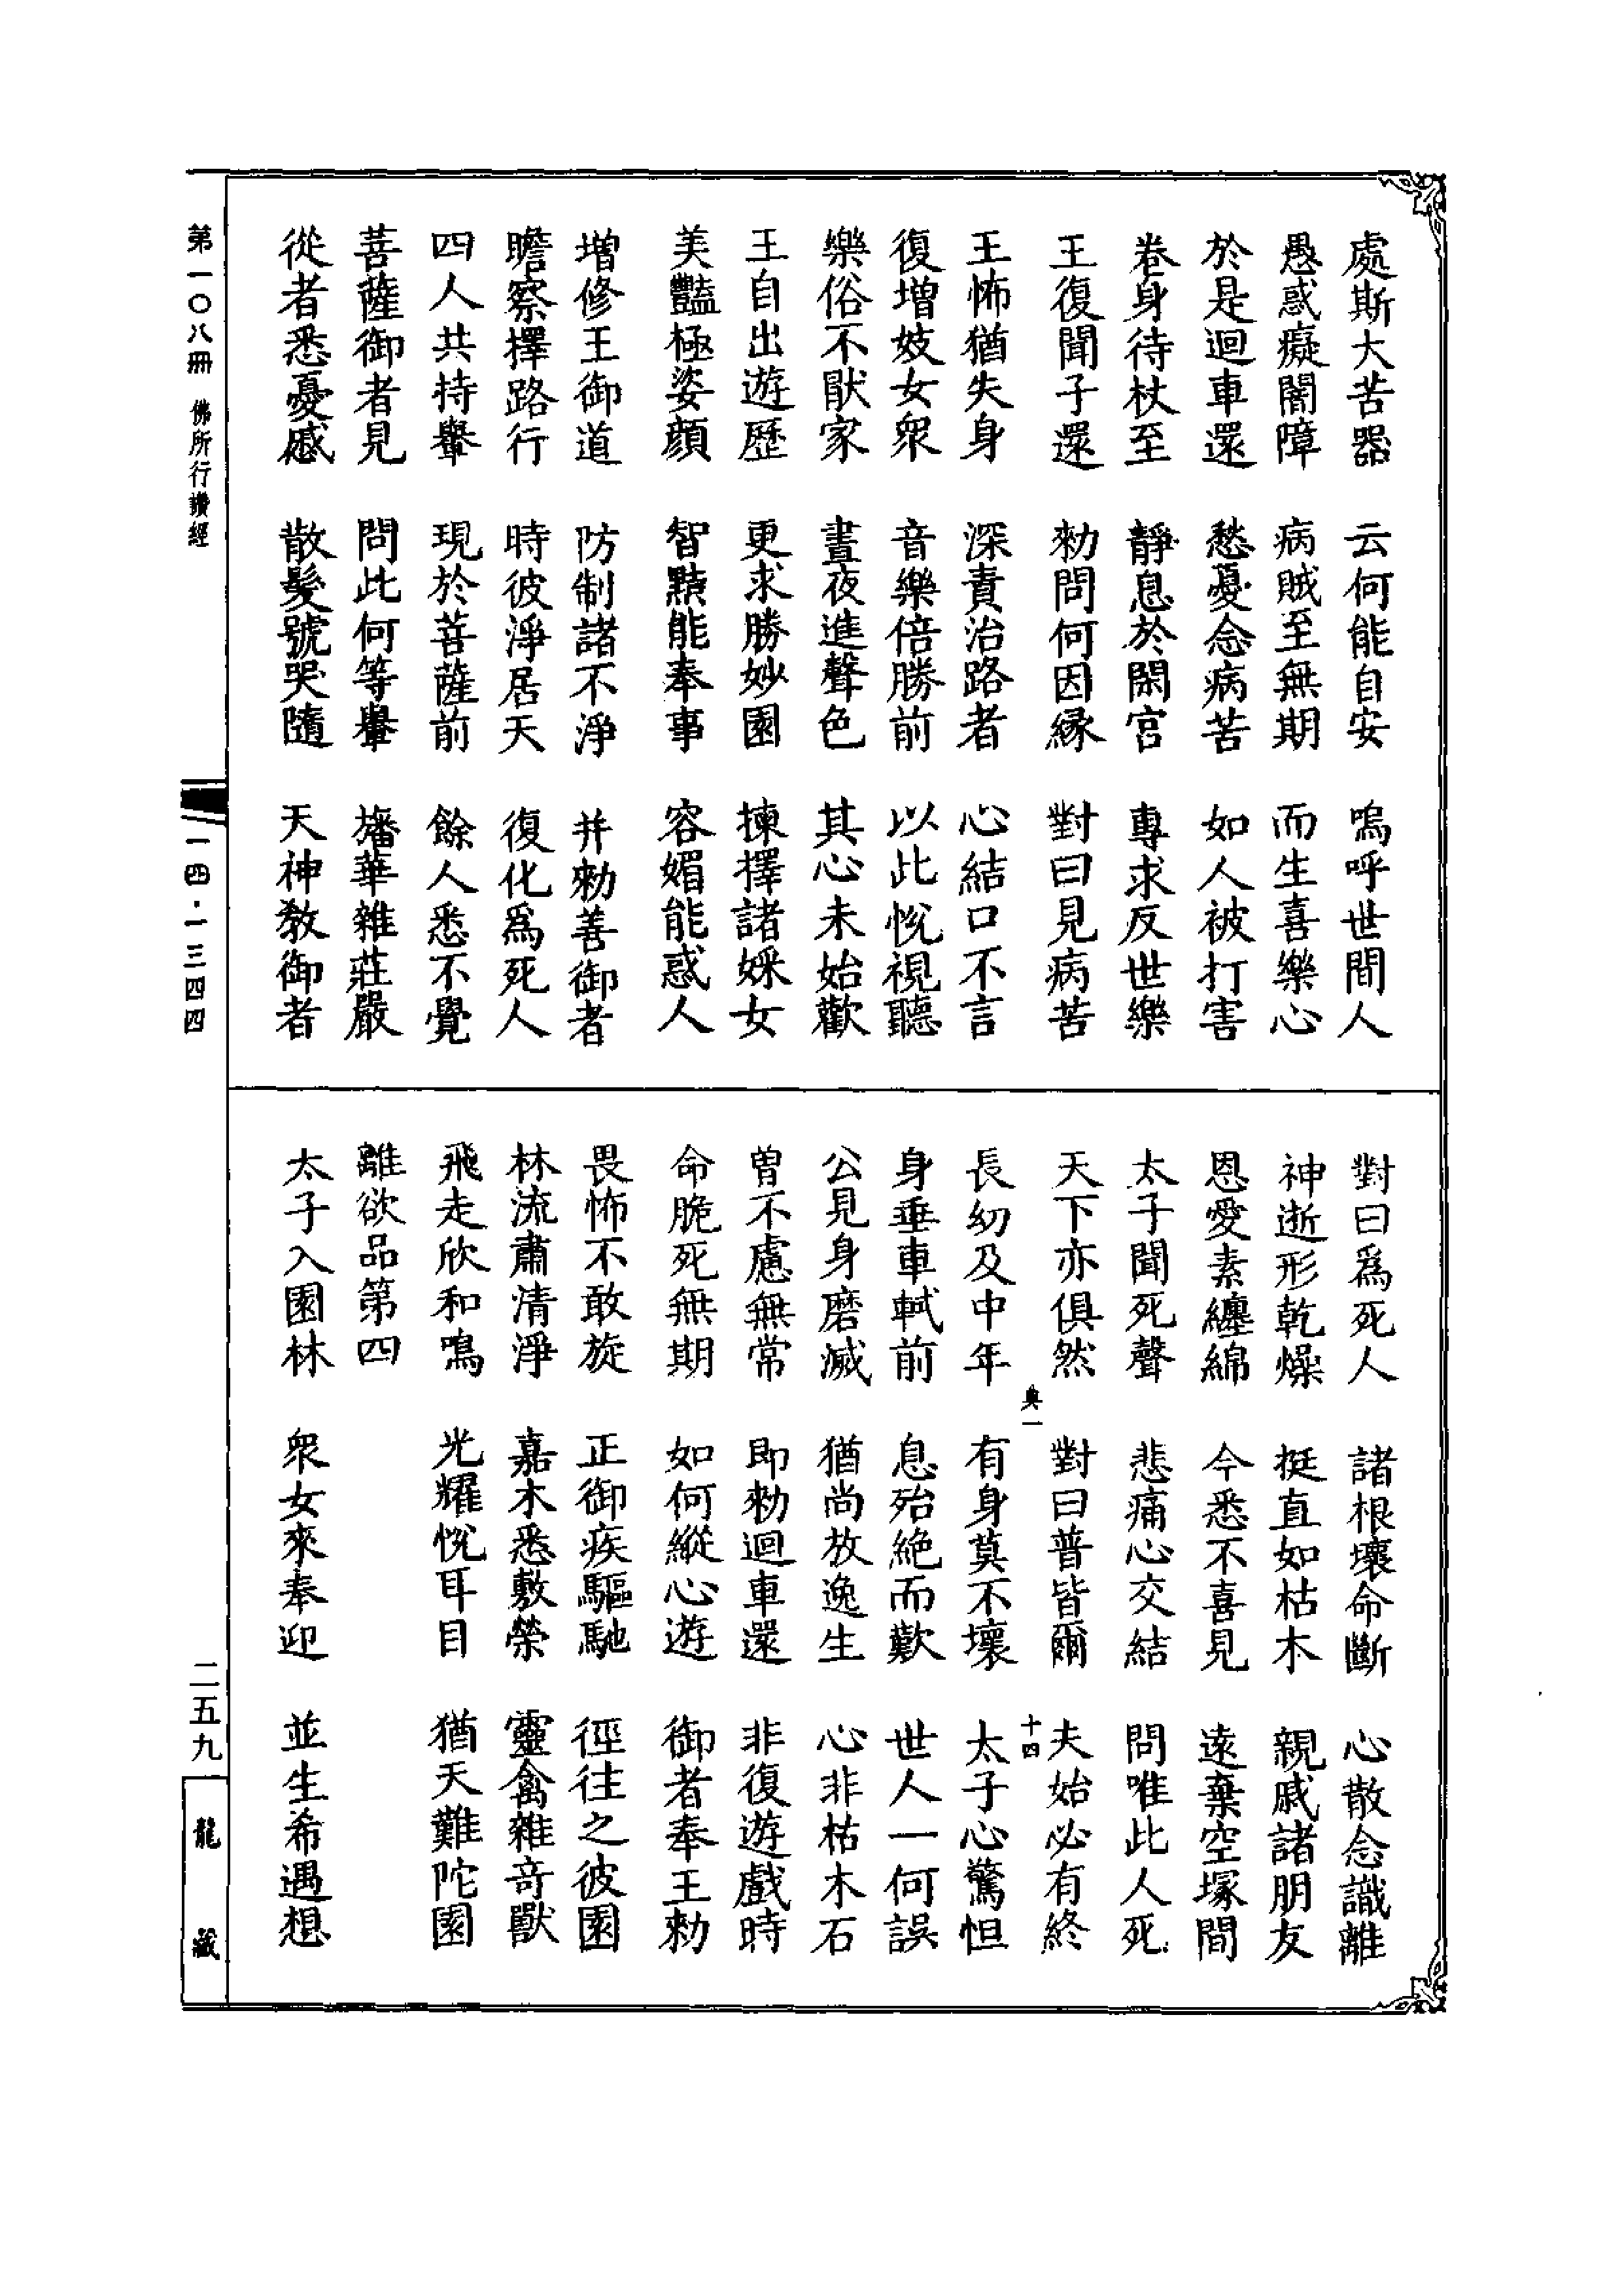 處斯大苦器　云何能自安　嗚呼世間人
愚惑癡闇障　病賊至無期　而生喜樂心
於是迴車還　愁憂念病苦　如人被打害
卷身待杖至　靜息於閑宮　專求反世樂
王復聞子還　勑問何因緣　對曰見病苦
王怖猶失身　深責治路者　心結口不言
復增妓女衆　音樂倍勝前　以此悅視聽
樂俗不猒家　晝夜進聲色　其心未始歡
王自出遊歷　更求勝妙園　揀擇諸婇女
美豔極姿顏　智黠能奉事　容媚能惑人
增修王御道　防制諸不淨　并勑善御者
瞻察擇路行　時彼淨居天　復化爲死人
四人共持轝　現於菩薩前　餘人悉不覺
菩薩御者見　問此何等轝　旛華雜莊嚴
從者悉憂慼　散髮號哭隨　天神教御者
對曰爲死人　諸根壞命斷　心散念識離
神逝形乾燥　挺直如枯木　親戚諸朋友
恩愛素纏綿　今悉不喜見　遠棄空塚間
太子聞死聲　悲痛心交結　問唯此人死
天下亦俱然　對曰普皆爾　夫始必有終
奥一　十四
長幼及中年　有身莫不壞　太子心驚怛
身垂車軾前　息殆絕而歎　世人一何誤
公見身磨滅　猶尚放逸生　心非枯木石
曾不慮無常　即勑迴車還　非復遊戲時
命脆死無期　如何縱心遊　御者奉王勑
畏怖不敢旋　正御疾驅馳　徑往之彼園
林流肅清淨　嘉木悉敷榮　靈禽雜奇獸
飛走欣和鳴　光耀悅耳目　猶天難陀園
離欲品第四
太子入園林　衆女來奉迎　並生希遇想
第一〇八冊　佛所行讚經
一四·一三四四
二五九
龍藏